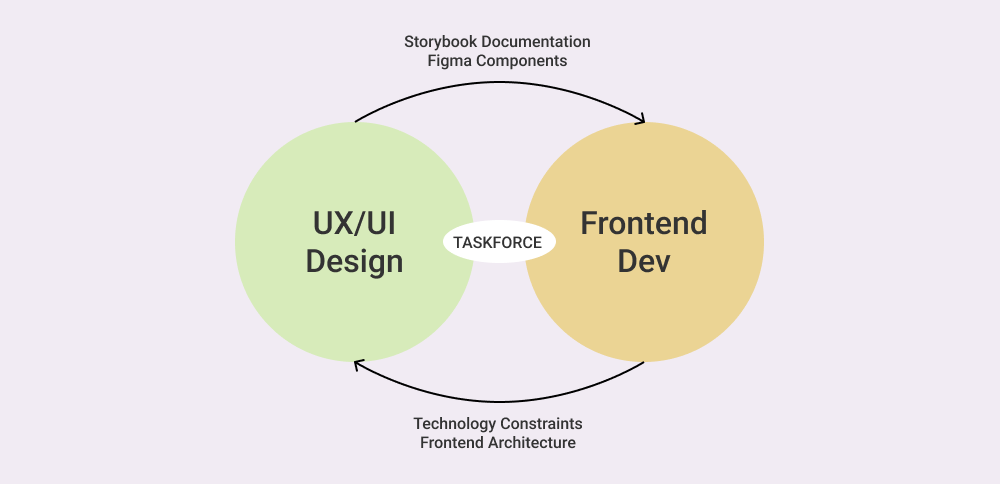 Storybook Documentation
Figma Components
UX/UI
Design
TASKFORCE
Frontend
Dev
Technology Constraints
Frontend Architecture